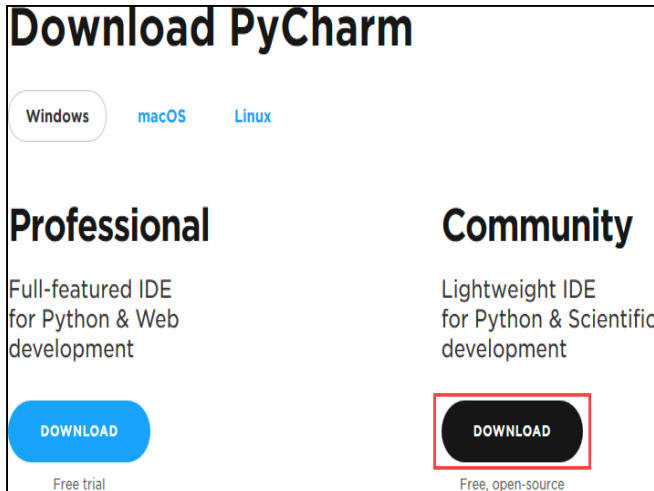 Download PyCharm
Windows macOS Linux
Professional
Full-featured IDE
for Python & Web
development
DOWNLOAD
Free trial
Community
Lightweight IDE
for Python & Scientific
development
DOWNLOAD
Free, open-source